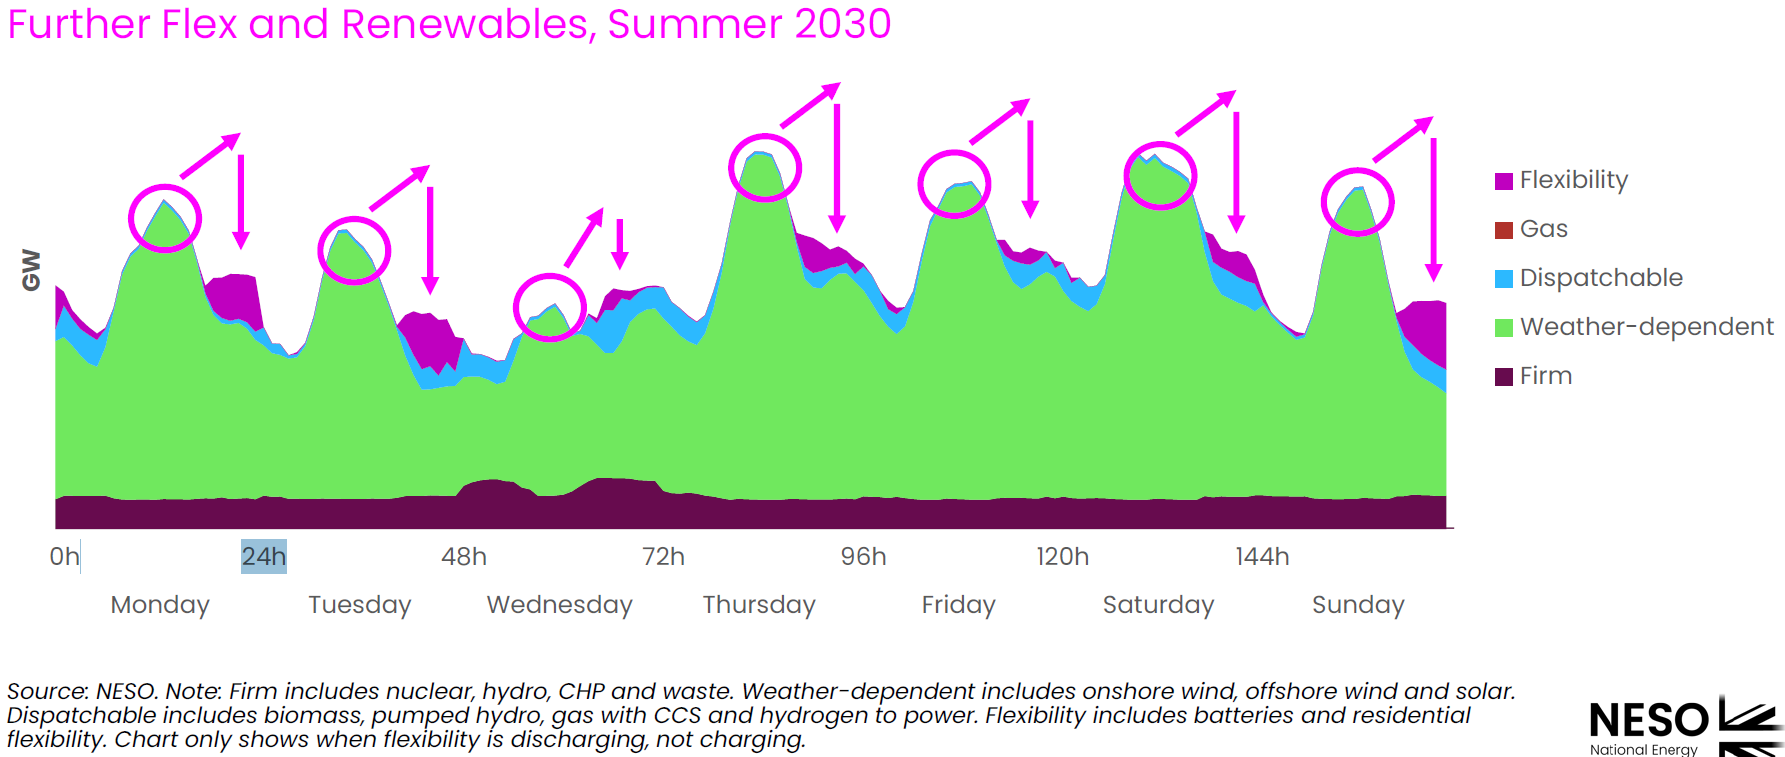 Further Flex and Renewables, Summer 2030
GW
Flexibility
Gas
Dispatchable
Weather-dependent
Firm
0h 24h 48h 72h 96h 120h 144h
Monday Tuesday Wednesday Thursday Friday Saturday Sunday
Source: NESO. Note: Firm includes nuclear, hydro, CHP and waste. Weather-dependent includes onshore wind, offshore wind and solar.
Dispatchable includes biomass, pumped hydro, gas with CCS and hydrogen to power. Flexibility includes batteries and residential
flexibility. Chart only shows when flexibility is discharging, not charging.
NESO
National Energy